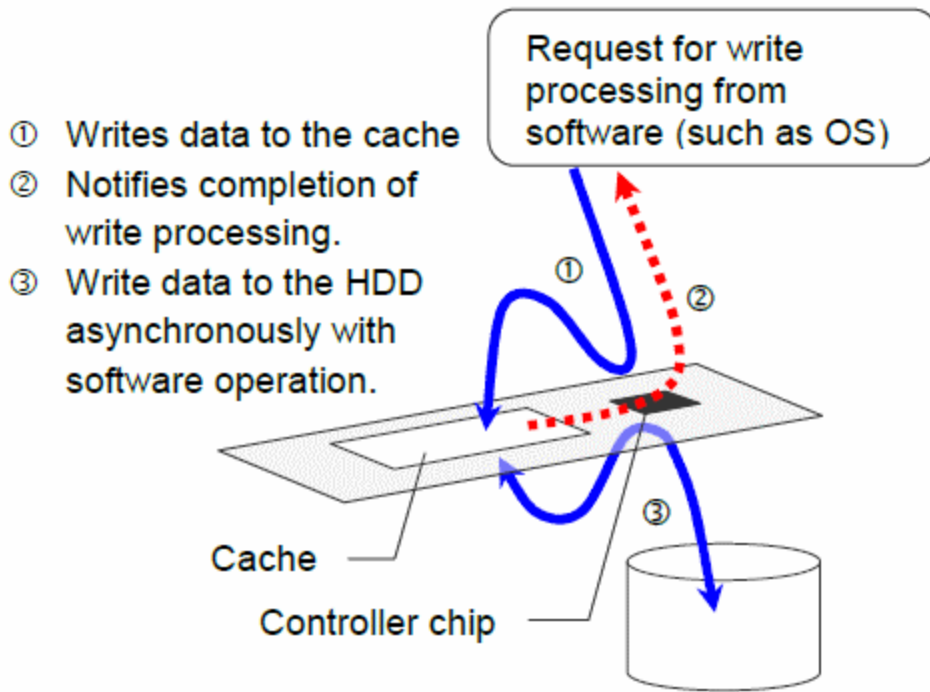 Request for write
processing from
software (such as OS)
① Writes data to the cache
② Notifies completion of
write processing.
③ Write data to the HDD
asynchronously with
software operation.
①
②
③
Cache
Controller chip